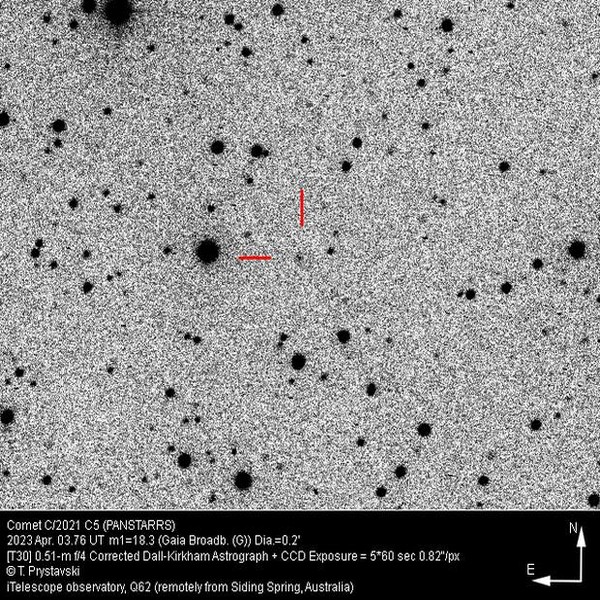 Comet C/2021 C5 (PANSTARRS)
2023 Apr. 03.76 UT m1=18.3 (Gaia Broadb. (G)) Dia.=0.2'
[T30] 0.51-m f/4 Corrected Dall-Kirkham Astrograph + CCD Exposure = 5*60 sec 0.82"/px
© T. Prystavski
iTelescope observatory, Q62 (remotely from Siding Spring, Australia)
N
E